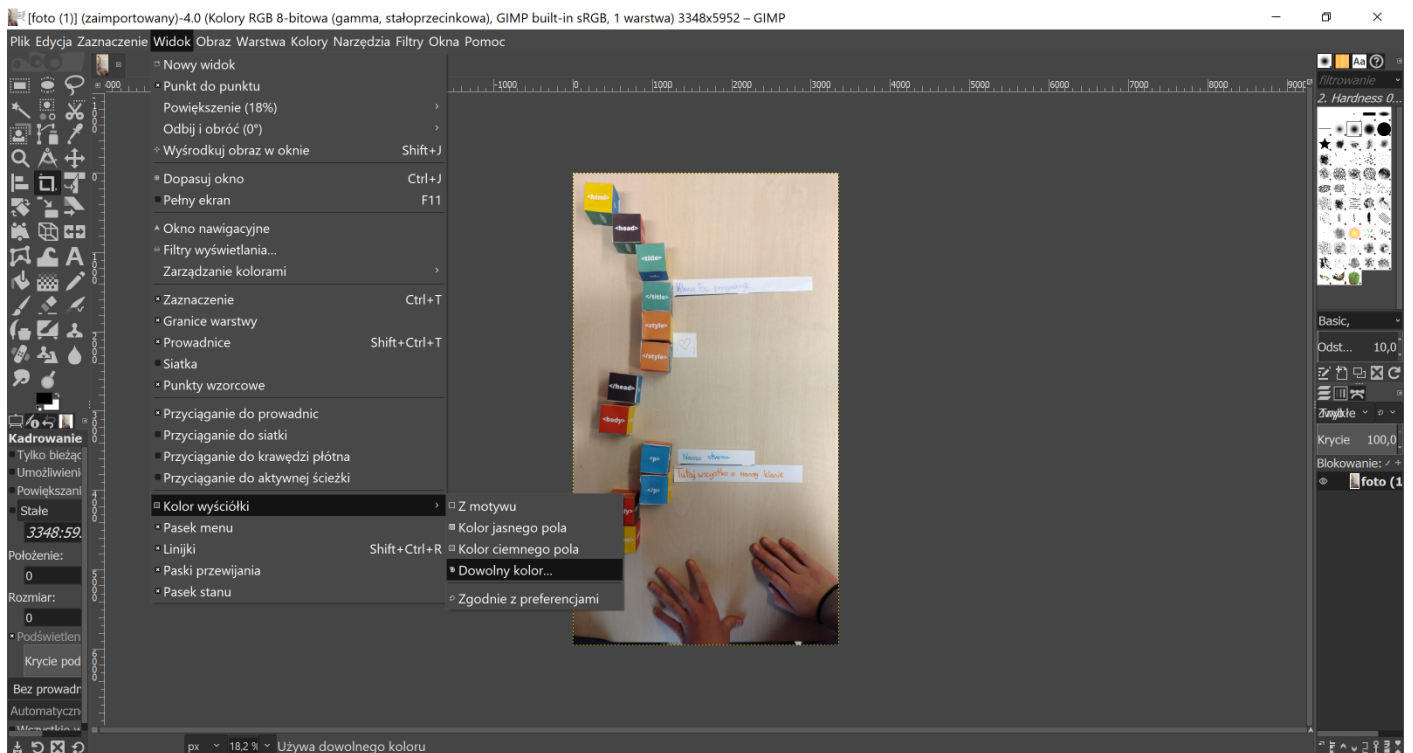 [foto (1)] (zaimportowany)-4.0 (Kolory RGB 8-bitowa (gamma, stałoprzecinkowa), GIMP built-in sRGB, 1 warstwa) 3348x5952 – GIMP
Plik Edycja Zaznaczenie Widok Obraz Warstwa Kolory Narzędzia Filtry Okna Pomoc
Nowy widok
Punkt do punktu
Powiększenie (18%)
Odbij i obróć (0°)
Wyśrodkuj obraz w oknie Shift+J
Dopasuj okno Ctrl+J
Pełny ekran F11
Okno nawigacyjne
Filtry wyświetlania...
Zarządzanie kolorami
Zaznaczenie Ctrl+T
Granice warstwy
Prowadnice Shift+Ctrl+T
Siatka
Punkty wzorcowe
Przyciąganie do prowadnic
Przyciąganie do siatki
Przyciąganie do krawędzi płótna
Przyciąganie do aktywnej ścieżki
Kolor wyściółki
Pasek menu
Linijki Shift+Ctrl+R
Paski przewijania
Pasek stanu
Z motywu
Kolor jasnego pola
Kolor ciemnego pola
Dowolny kolor...
Zgodnie z preferencjami
-1000 0 1000 2000 3000 4000 5000 6000 7000 8000
<html>
<head>
<title>
</title>
<style>
</style>
</head>
<body>
<p>
Nasza strona
Tutaj wszystko o naszej klasie
</p>
Kadrowanie
Tylko bieżąc
Umożliwieni
Powiększani
Stałe
3348:59
Położenie:
0
Rozmiar:
0
Podświetlen
Krycie pod
Bez prowadn
Automatyczn
px 18,2 % Używa dowolnego koloru
filtrowanie
2. Hardness 0...
Basic,
Odst... 10,0
Krycie 100,0
Blokowanie:
foto (1